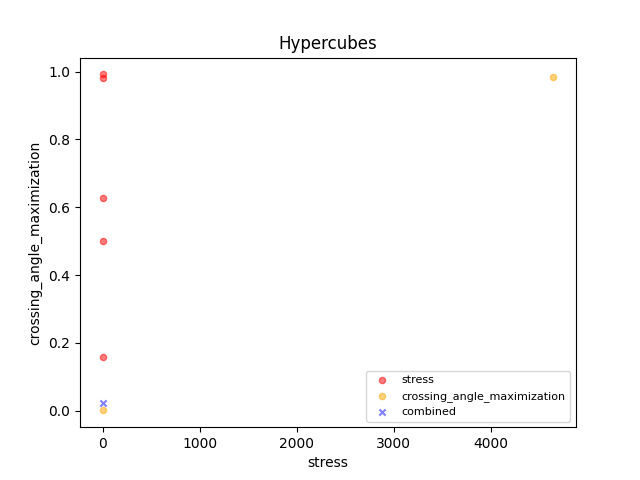 Hypercubes
crossing_angle_maximization
1.0
0.8
0.6
0.4
0.2
0.0
0 1000 2000 3000 4000
stress
stress
crossing_angle_maximization
combined